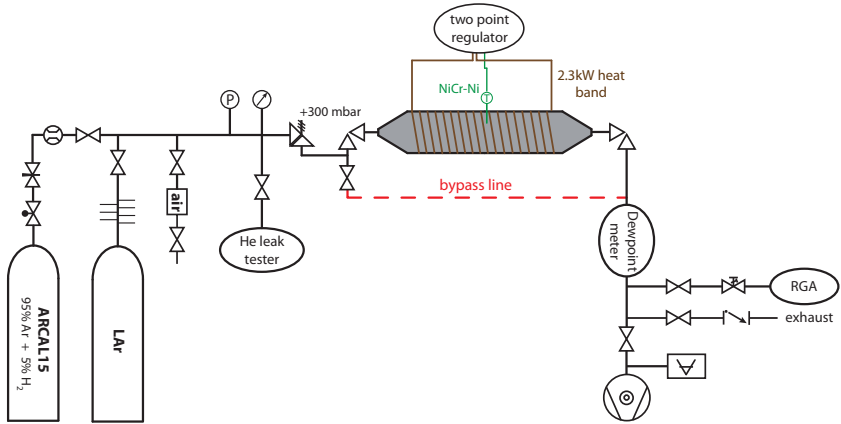 two point
regulator
NiCr-Ni
T
2.3kW heat
band
P
+300 mbar
bypass line
air
He leak
tester
Dewpoint
meter
RGA
exhaust
ARCAL15
95% Ar + 5% H₂
LAr